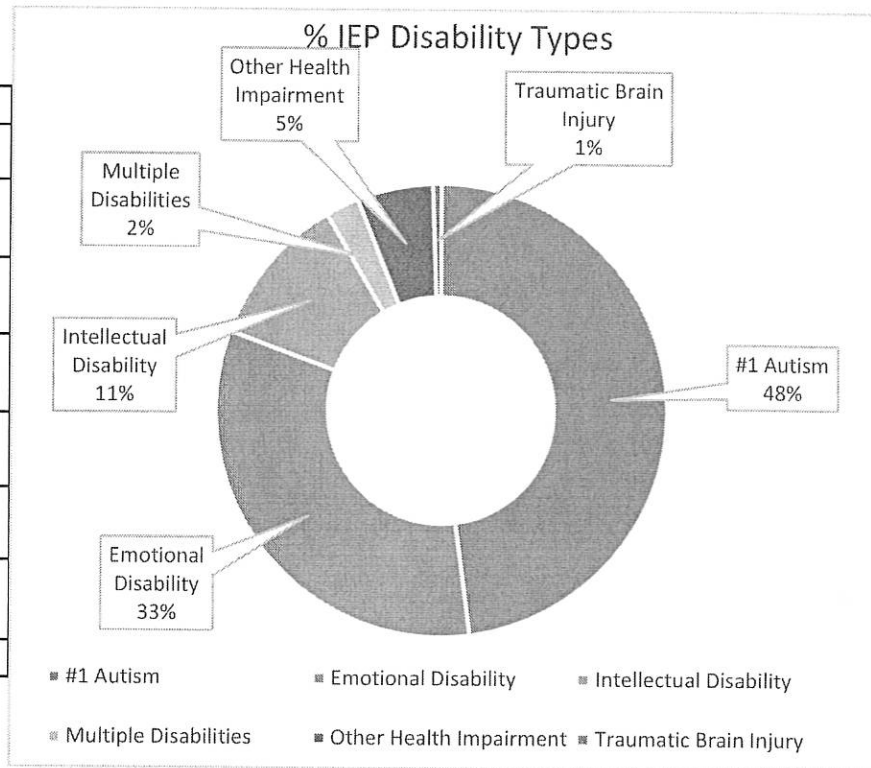 % IEP Disability Types
Other Health
Impairment
5%
Traumatic Brain
Injury
1%
Multiple
Disabilities
2%
Intellectual
Disability
11%
#1 Autism
48%
Emotional
Disability
33%
#1 Autism
Emotional Disability
Intellectual Disability
Multiple Disabilities
Other Health Impairment
Traumatic Brain Injury